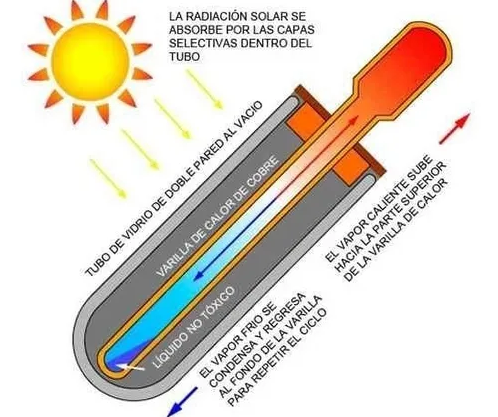 LA RADIACIÓN SOLAR SE
ABSORBE POR LAS CAPAS
SELECTIVAS DENTRO DEL
TUBO
TUBO DE VIDRIO DE DOBLE PARED AL VACIO
VARILLA DE CALOR DE COBRE
LÍQUIDO NO TÓXICO
EL VAPOR CALIENTE SUBE
HACIA LA PARTE SUPERIOR
DE LA VARILLA DE CALOR
EL VAPOR FRIO SE
CONDENSA Y REGRESA
AL FONDO DE LA VARILLA
PARA REPETIR EL CICLO